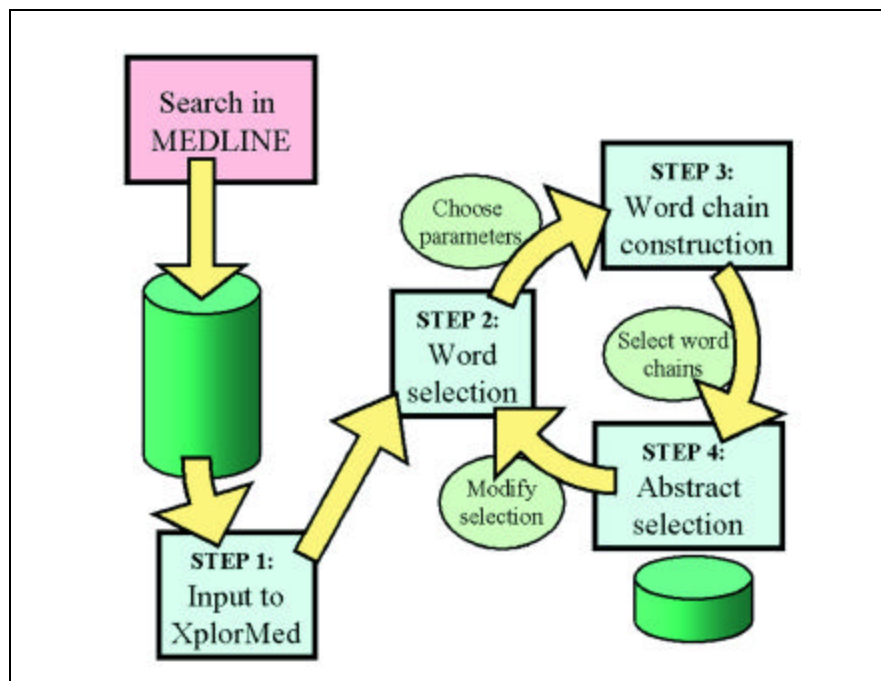 Search in
MEDLINE
STEP 1:
Input to
XplorMed
STEP 2:
Word
selection
Choose
parameters
STEP 3:
Word chain
construction
Select word
chains
STEP 4:
Abstract
selection
Modify
selection